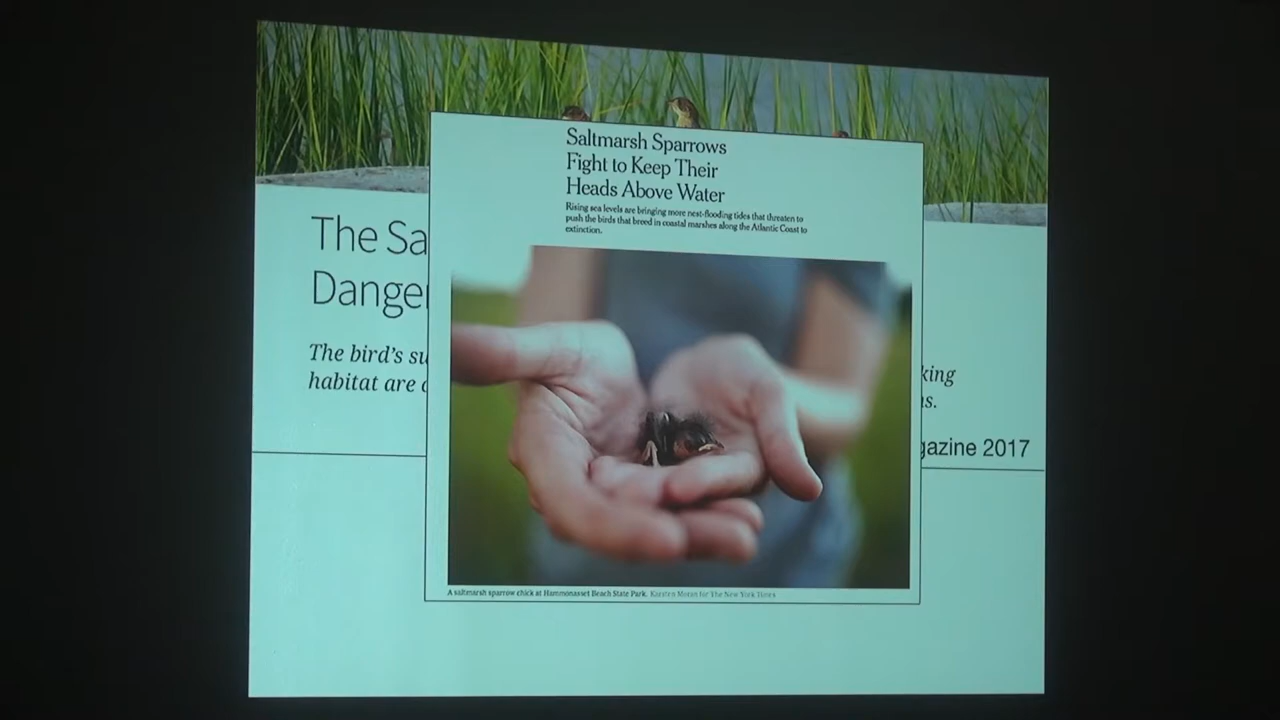 Saltmarsh Sparrows
Fight to Keep Their
Heads Above Water
Rising sea levels are bringing more nest-flooding tides that threaten to
push the birds that breed in coastal marshes along the Atlantic Coast to
extinction.
The Sa
Dange
The bird's su
habitat are
king
s.
gazine 2017
A saltmarsh sparrow chick at Hammonasset Beach State Park. Karsten Moran for The New York Times